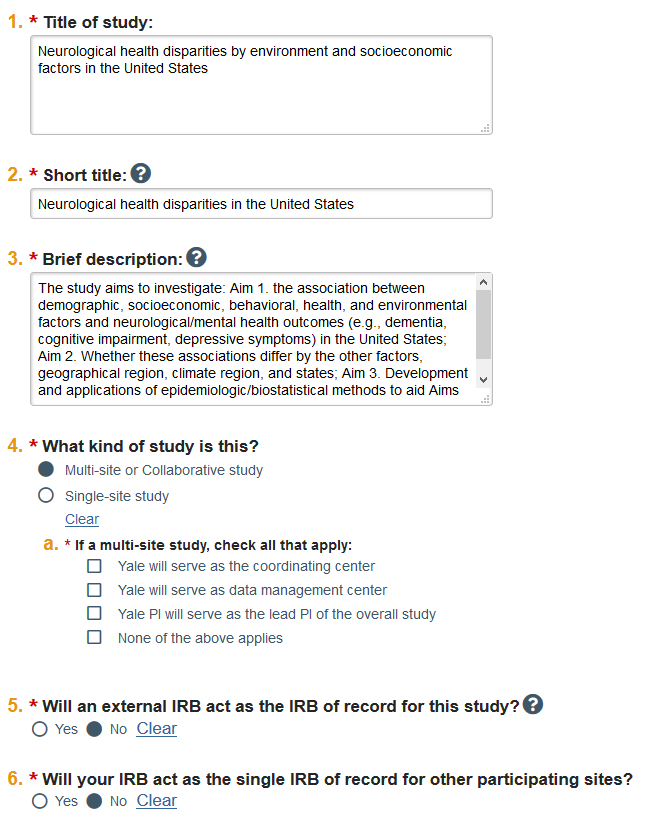 1. * Title of study:
Neurological health disparities by environment and socioeconomic
factors in the United States
2. * Short title: ?
Neurological health disparities in the United States
3. * Brief description: ?
The study aims to investigate: Aim 1. the association between
demographic, socioeconomic, behavioral, health, and environmental
factors and neurological/mental health outcomes (e.g., dementia,
cognitive impairment, depressive symptoms) in the United States;
Aim 2. Whether these associations differ by the other factors,
geographical region, climate region, and states; Aim 3. Development
and applications of epidemiologic/biostatistical methods to aid Aims
4. * What kind of study is this?
Multi-site or Collaborative study
Single-site study
Clear
a. * If a multi-site study, check all that apply:
Yale will serve as the coordinating center
Yale will serve as data management center
Yale PI will serve as the lead PI of the overall study
None of the above applies
5. * Will an external IRB act as the IRB of record for this study? ?
Yes No Clear
6. * Will your IRB act as the single IRB of record for other participating sites?
Yes No Clear